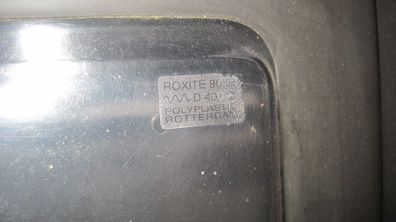 ROXITE 80
D 40
POLYPLASTIC
ROTTERDAM